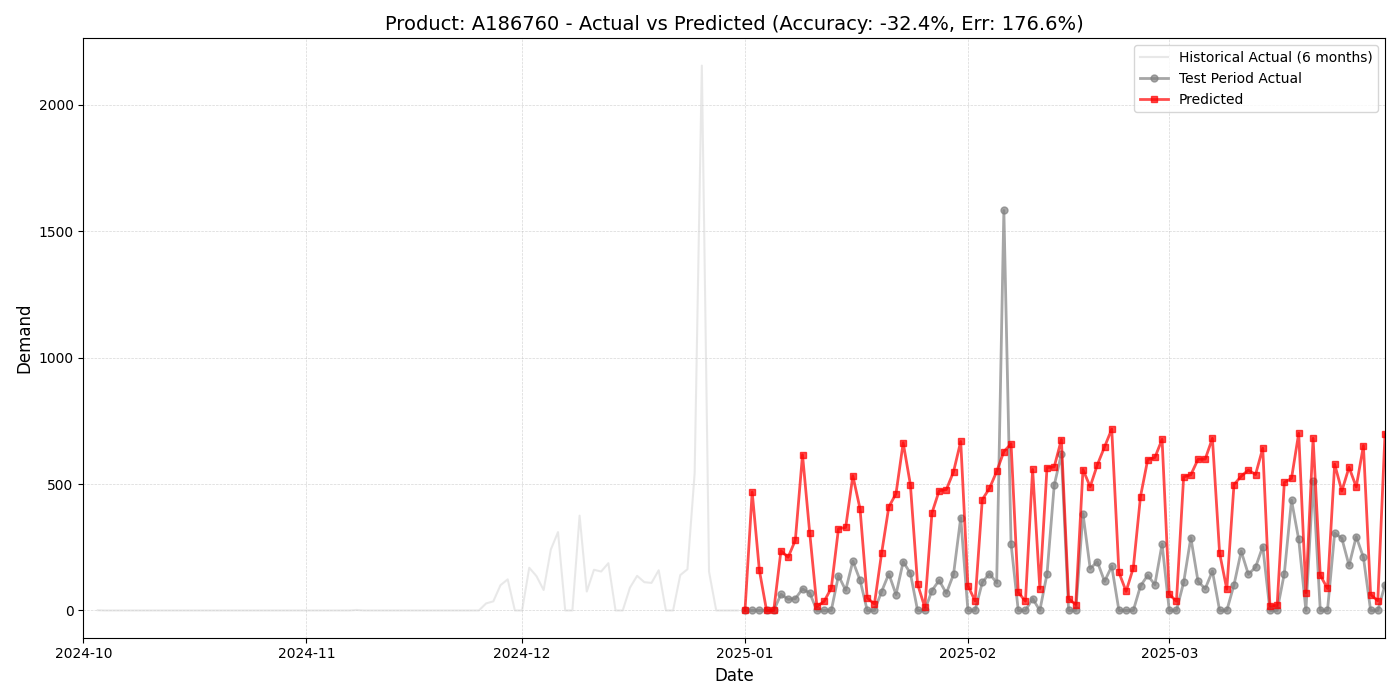 Product: A186760 - Actual vs Predicted (Accuracy: -32.4%, Err: 176.6%)
Historical Actual (6 months)
Test Period Actual
Predicted
Demand
2000
1500
1000
500
0
2024-10
2024-11
2024-12
2025-01
2025-02
2025-03
Date